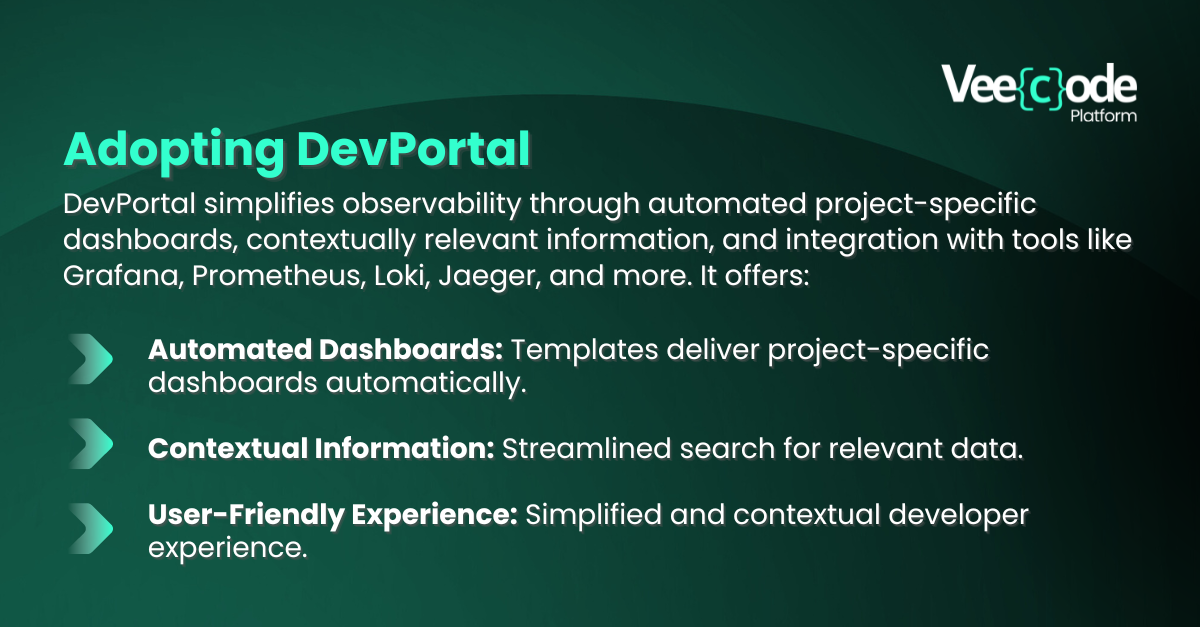 Vee{c}ode
Platform
Adopting DevPortal
DevPortal simplifies observability through automated project-specific
dashboards, contextually relevant information, and integration with tools like
Grafana, Prometheus, Loki, Jaeger, and more. It offers:
Automated Dashboards: Templates deliver project-specific
dashboards automatically.
Contextual Information: Streamlined search for relevant data.
User-Friendly Experience: Simplified and contextual developer
experience.